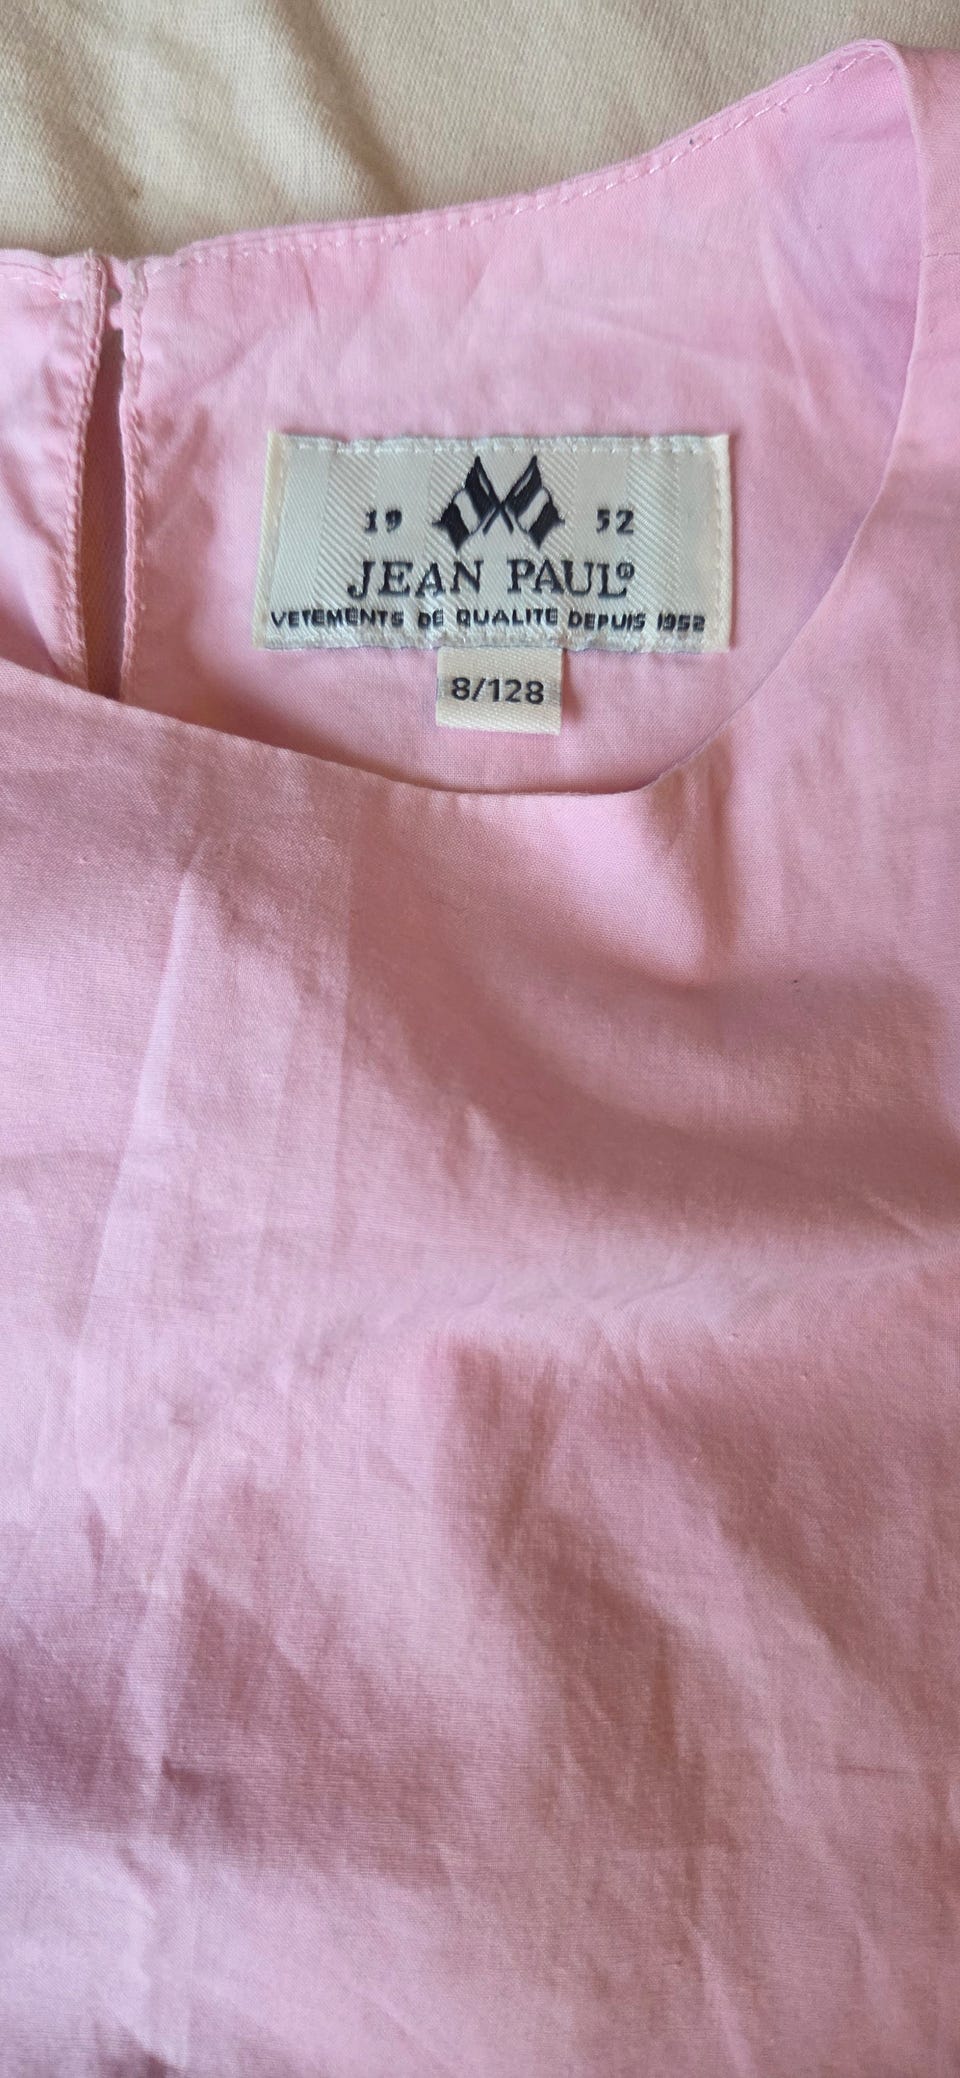 19 52
JEAN PAUL®
VETEMENTS DE QUALITE DEPUIS 1952
8/128